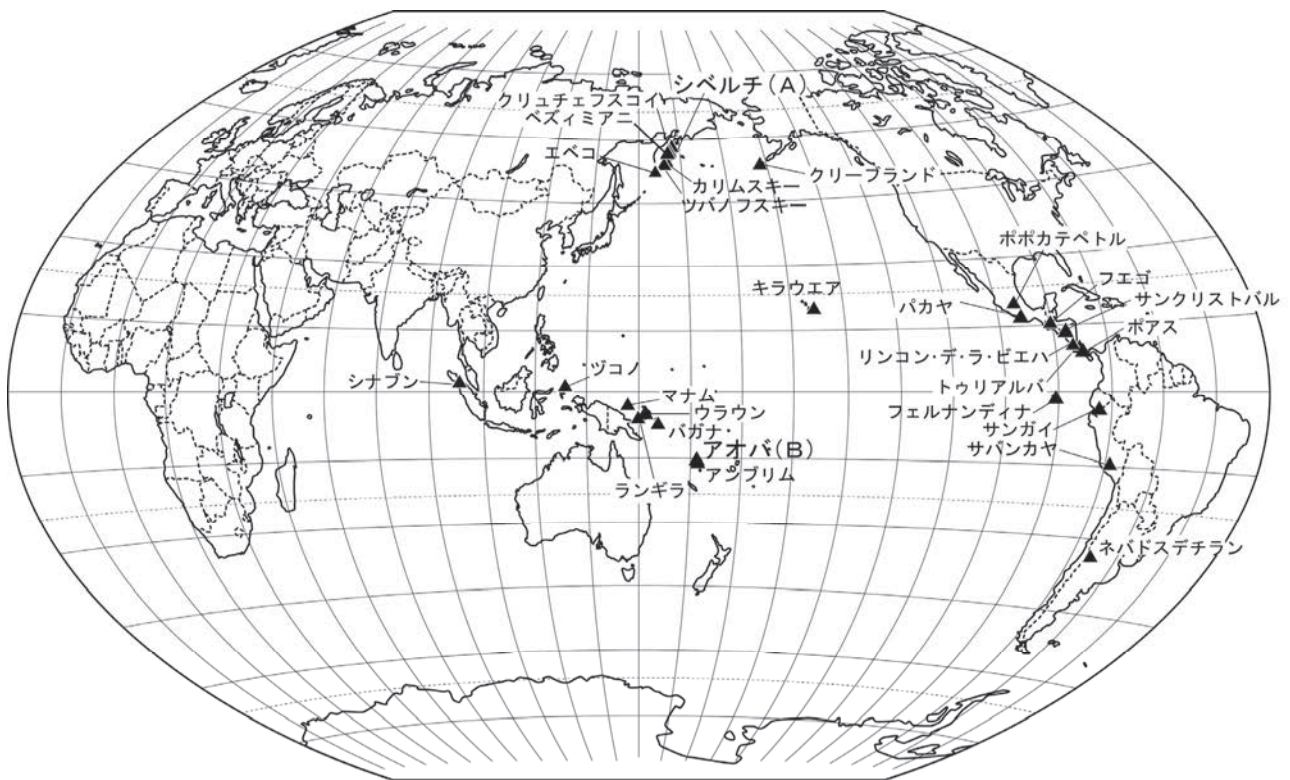 シベルチ(A)
クリュチェフスコイ
ベズィミアニ
エベコ
カリムスキー
ツパノフスキー
クリーブランド
ポポカテペトル
キラウエア
フエゴ
パカヤ
サンクリストバル
ポアス
リンコン・デ・ラ・ビエハ
シナブン
ヅコノ
トゥリアルバ
マナム
ウラウン
フェルナンディナ
バガナ
サンガイ
アオバ(B)
サバンカヤ
アンブリム
ランギラ
ネバドスデチラン